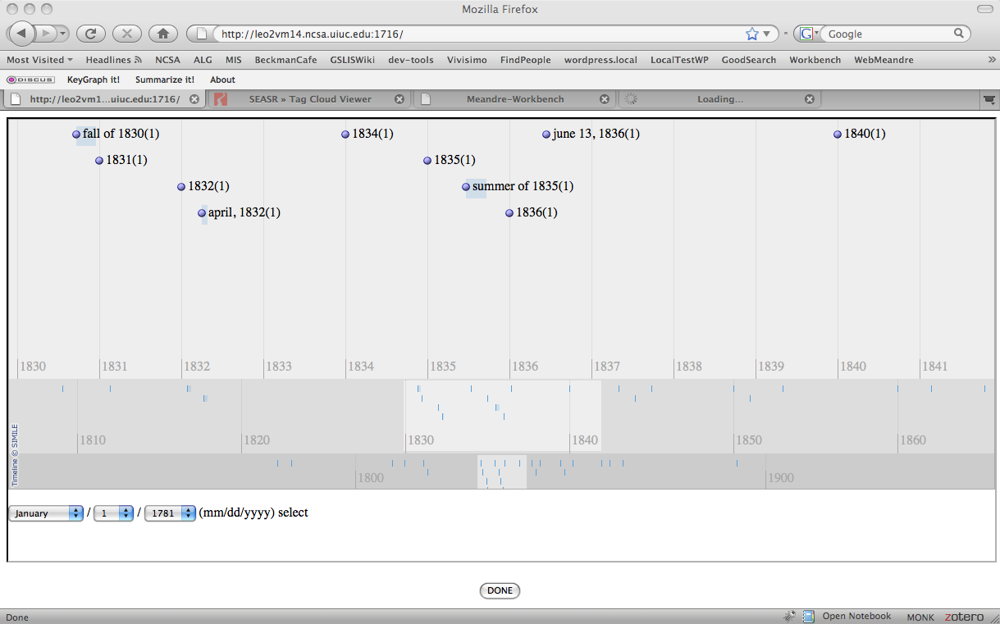 Mozilla Firefox
http://leo2vm14.ncsa.uiuc.edu:1716/
G Google
Most Visited Headlines NCSA ALG MIS BeckmanCafe GSLISWiki dev-tools Vivisimo FindPeople wordpress.local LocalTestWP GoodSearch Workbench WebMeandre »
DISCUS KeyGraph it! Summarize it! About
http://leo2vm1...uiuc.edu:1716/ SEASR » Tag Cloud Viewer Meandre-Workbench Loading...
fall of 1830(1) 1834(1) june 13, 1836(1) 1840(1)
1831(1) 1835(1)
1832(1) summer of 1835(1)
april, 1832(1) 1836(1)
1830 1831 1832 1833 1834 1835 1836 1837 1838 1839 1840 1841
1810 1820 1830 1840 1850 1860
Timeline © SIMILE
1800 1900
January / 1 / 1781 (mm/dd/yyyy) select
DONE
Done Open Notebook MONK zotero